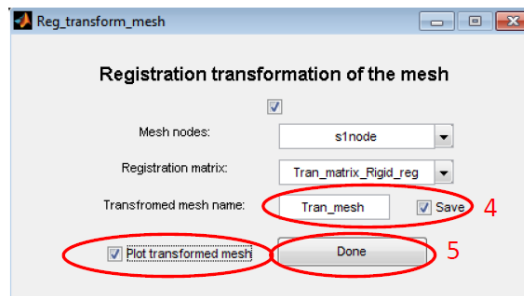 Reg_transform_mesh
Registration transformation of the mesh
Mesh nodes: s1node
Registration matrix: Tran_matrix_Rigid_reg
Transfromed mesh name: Tran_mesh Save 4
Plot transformed mesh Done 5